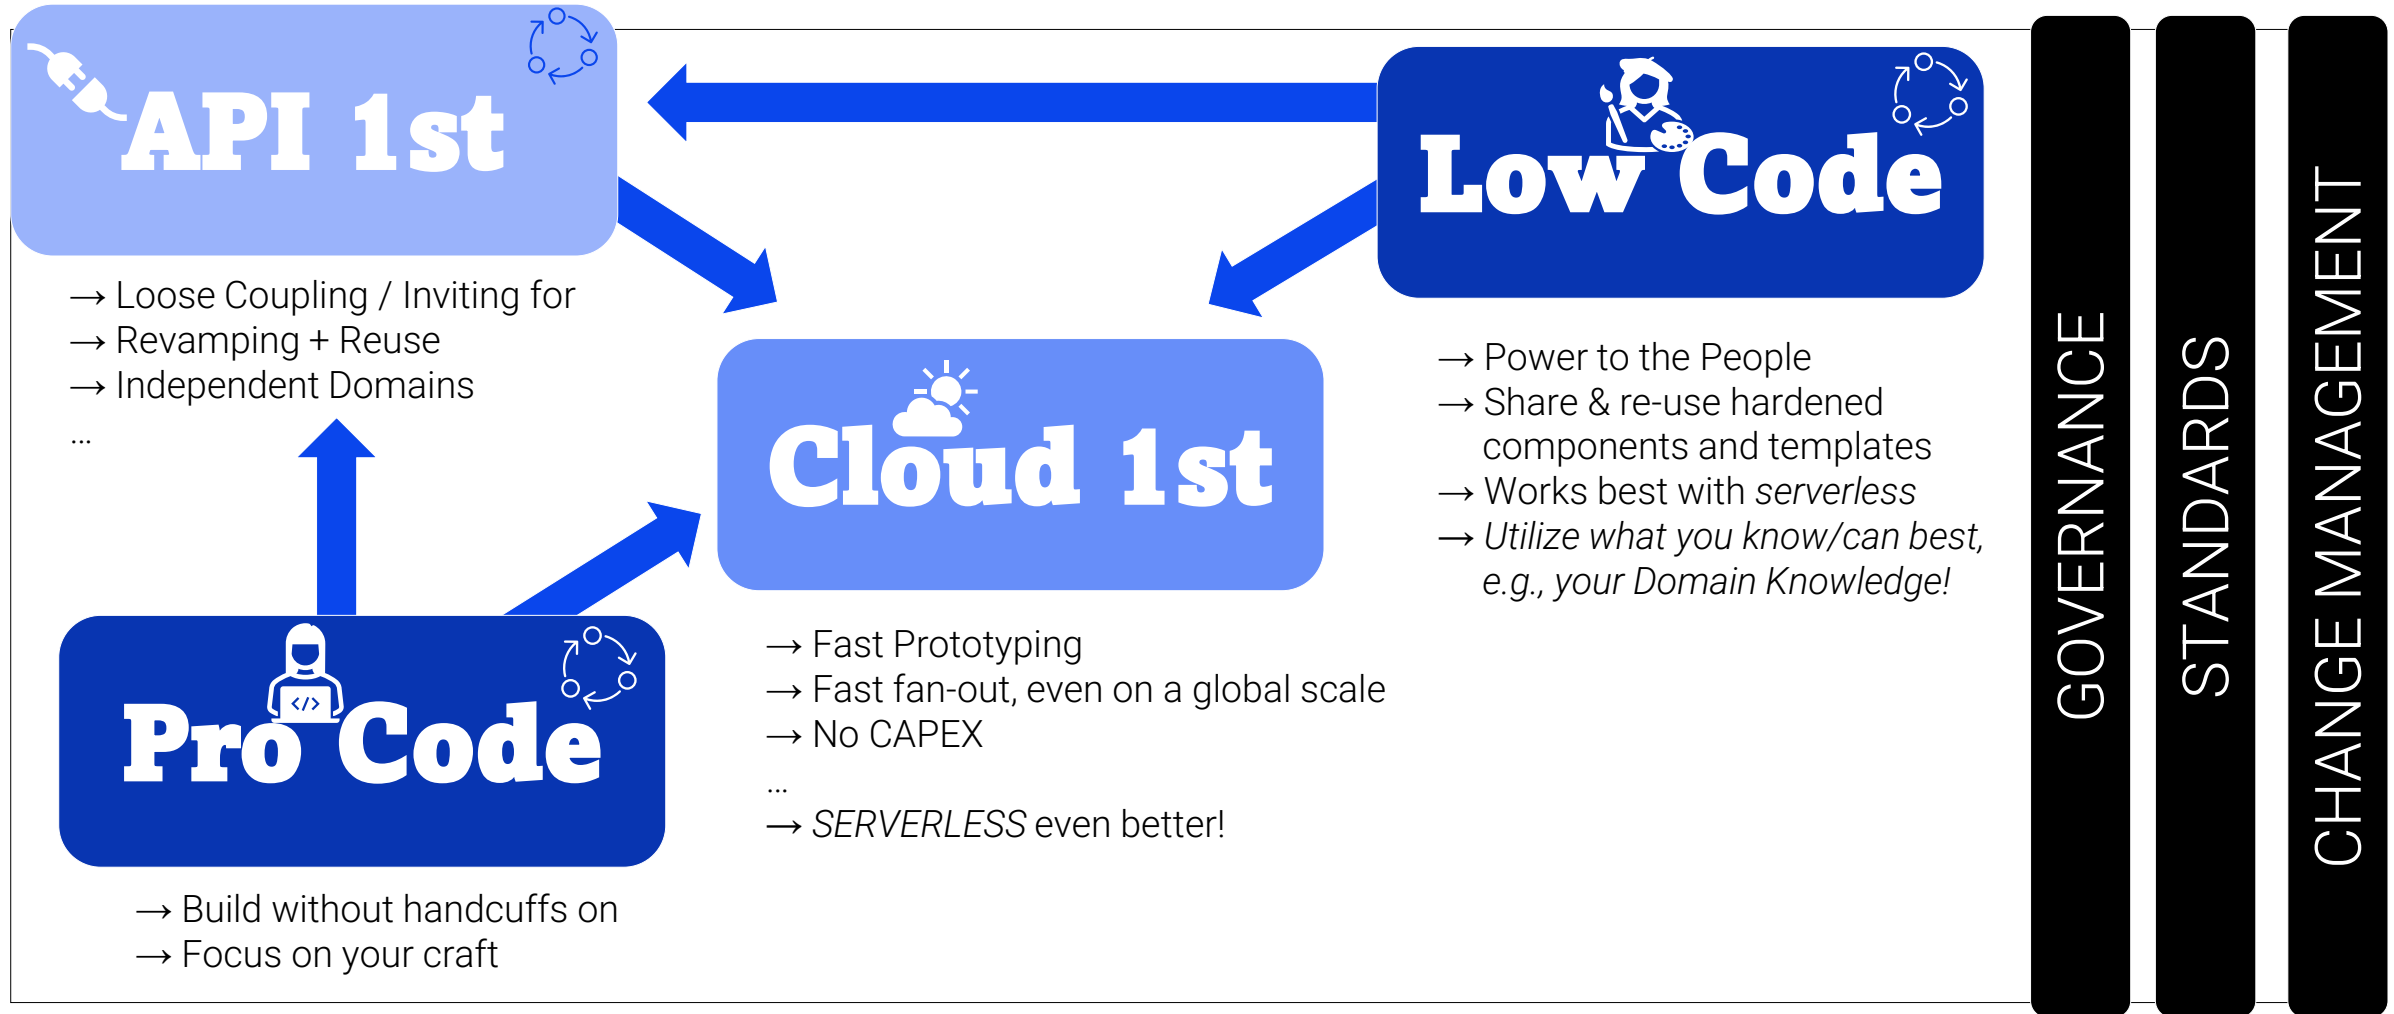 API 1st
→ Loose Coupling / Inviting for
→ Revamping + Reuse
→ Independent Domains
...
Low Code
→ Power to the People
→ Share & re-use hardened
components and templates
→ Works best with serverless
→ Utilize what you know/can best,
e.g., your Domain Knowledge!
Cloud 1st
→ Fast Prototyping
→ Fast fan-out, even on a global scale
→ No CAPEX
...
→ SERVERLESS even better!
</>
Pro Code
→ Build without handcuffs on
→ Focus on your craft
GOVERNANCE
STANDARDS
CHANGE MANAGEMENT